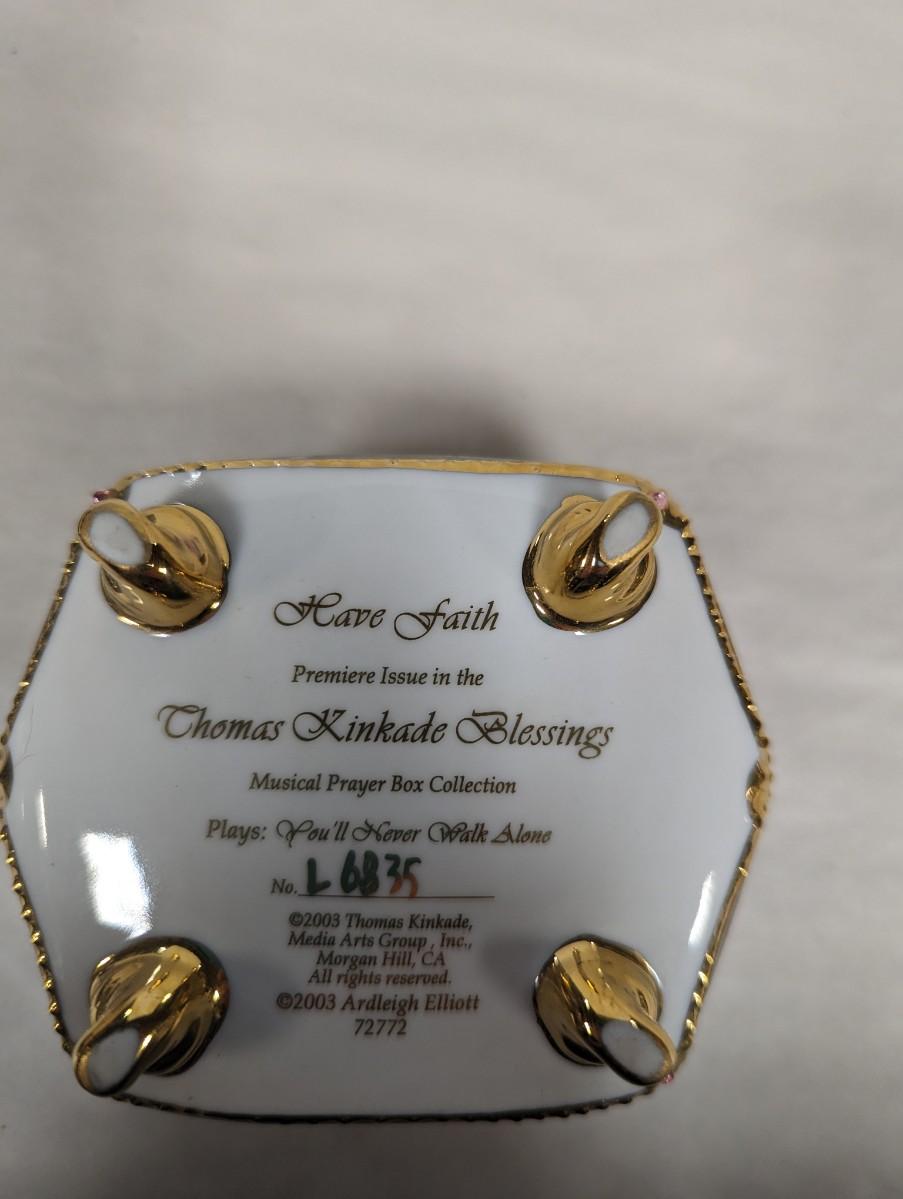 Have Faith
Premiere Issue in the
Thomas Kinkade Blessings
Musical Prayer Box Collection
Plays: You'll Never Walk Alone
No. L 6835
©2003 Thomas Kinkade,
Media Arts Group, Inc.,
Morgan Hill, CA
All rights reserved.
©2003 Ardleigh Elliott
72772